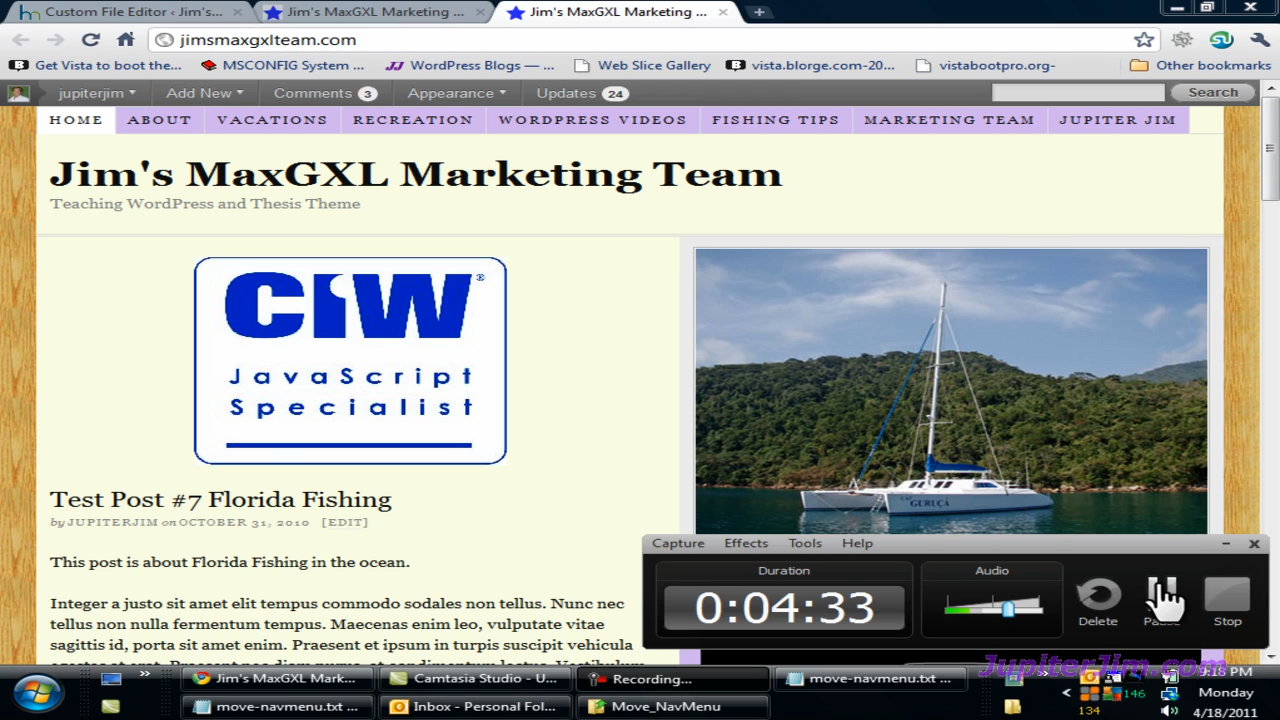 Custom File Editor ‹ Jim's...
Jim's MaxGXL Marketing ...
Jim's MaxGXL Marketing ...
jimsmaxgxlteam.com
Get Vista to boot the...
MSCONFIG System ...
JJ WordPress Blogs — ...
Web Slice Gallery
vista.blorge.com-20...
vistabootpro.org-
Other bookmarks
jupiterjim
Add New
Comments 3
Appearance
Updates 24
Search
HOME
ABOUT
VACATIONS
RECREATION
WORDPRESS VIDEOS
FISHING TIPS
MARKETING TEAM
JUPITER JIM
Jim's MaxGXL Marketing Team
Teaching WordPress and Thesis Theme
CIW®
JavaScript
Specialist
GURUÇÁ
Test Post #7 Florida Fishing
by JUPITERJIM on OCTOBER 31, 2010 [EDIT]
This post is about Florida Fishing in the ocean.
Integer a justo sit amet elit tempus commodo sodales non tellus. Nunc nec
tellus non nulla fermentum tempus. Maecenas enim leo, vulputate vitae
sagittis id, porta sit amet enim. Praesent et ipsum in turpis suscipit vehicula
Capture
Effects
Tools
Help
Duration
0:04:33
Audio
Delete
Stop
JupiterJim.com
Jim's MaxGXL Mark...
Camtasia Studio - U...
Recording...
move-navmenu.txt ...
move-navmenu.txt ...
Inbox - Personal Fol...
Move_NavMenu
146
134
9:18 PM
Monday
4/18/2011